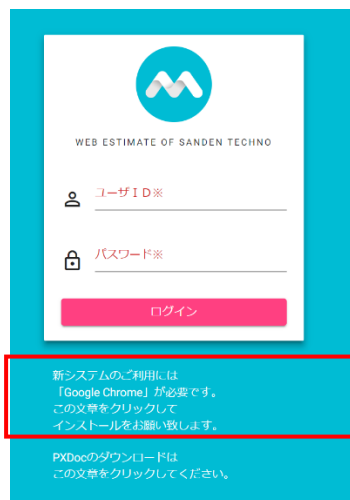 WEB ESTIMATE OF SANDEN TECHNO
ユーザID※
パスワード※
ログイン
新システムのご利用には
「Google Chrome」が必要です。
この文章をクリックして
インストールをお願い致します。
PXDocのダウンロードは
この文章をクリックしてください。